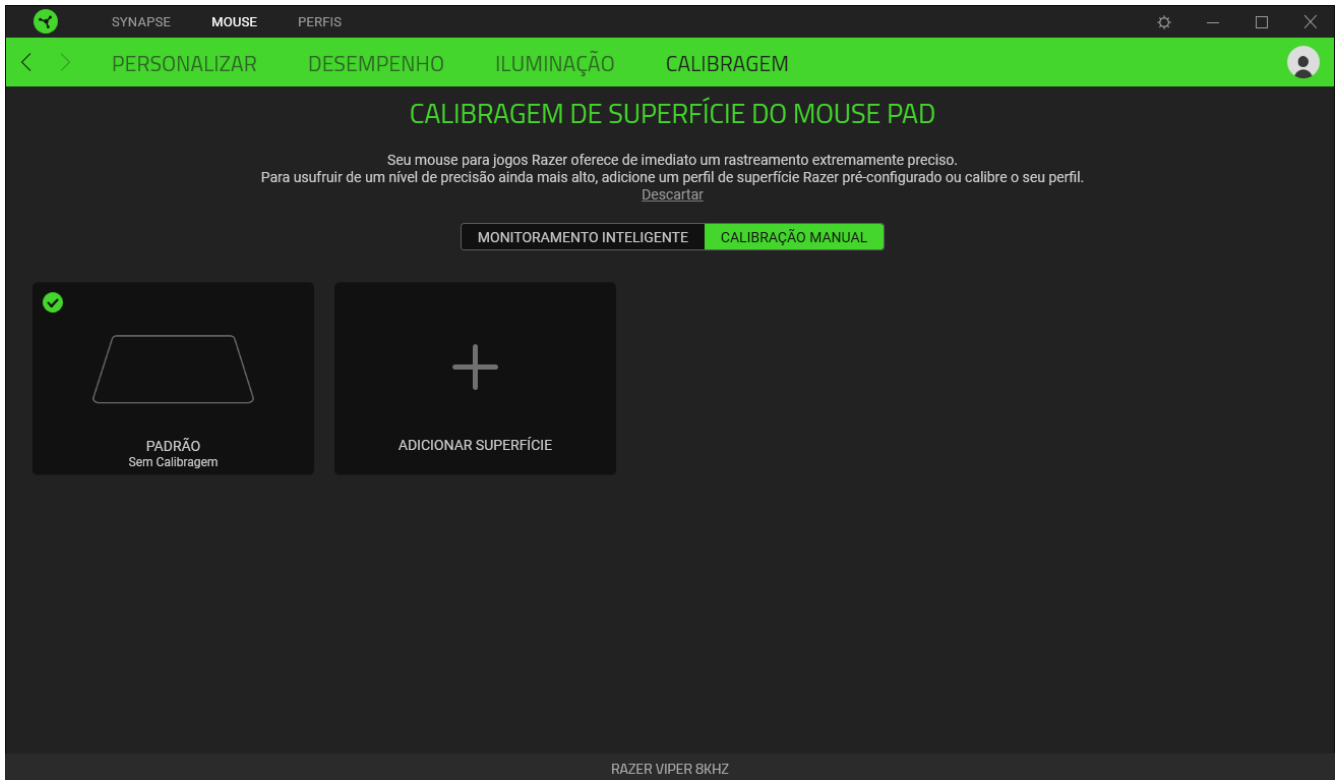 SYNAPSE MOUSE PERFIS
PERSONALIZAR DESEMPENHO ILUMINAÇÃO CALIBRAGEM
CALIBRAGEM DE SUPERFÍCIE DO MOUSE PAD
Seu mouse para jogos Razer oferece de imediato um rastreamento extremamente preciso.
Para usufruir de um nível de precisão ainda mais alto, adicione um perfil de superfície Razer pré-configurado ou calibre o seu perfil.
Descartar
MONITORAMENTO INTELIGENTE CALIBRAÇÃO MANUAL
PADRÃO
Sem Calibragem
ADICIONAR SUPERFÍCIE
RAZER VIPER 8KHZ